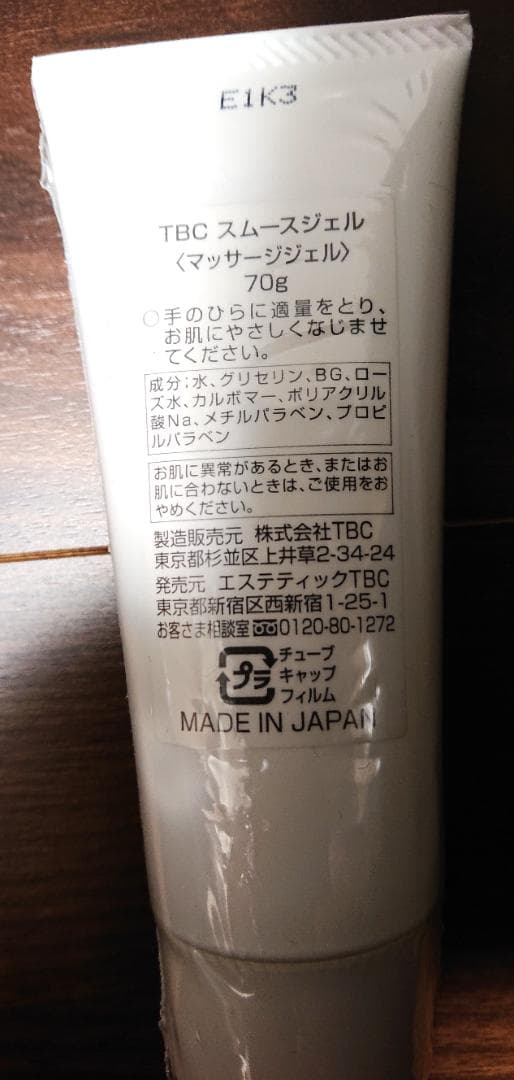 E1K3
TBC スムースジェル
〈マッサージジェル〉
70g
○手のひらに適量をとり、
お肌にやさしくなじませ
てください。
成分：水、グリセリン、BG、ロー
ズ水、カルボマー、ポリアクリル
酸Na、メチルパラベン、プロピ
ルパラベン
お肌に異常があるとき、またはお
肌に合わないときは、ご使用をお
やめください。
製造販売元 株式会社TBC
東京都杉並区上井草2-34-24
発売元 エステティックTBC
東京都新宿区西新宿1-25-1
お客さま相談室 0120-80-1272
プラ
チューブ
キャップ
フィルム
MADE IN JAPAN